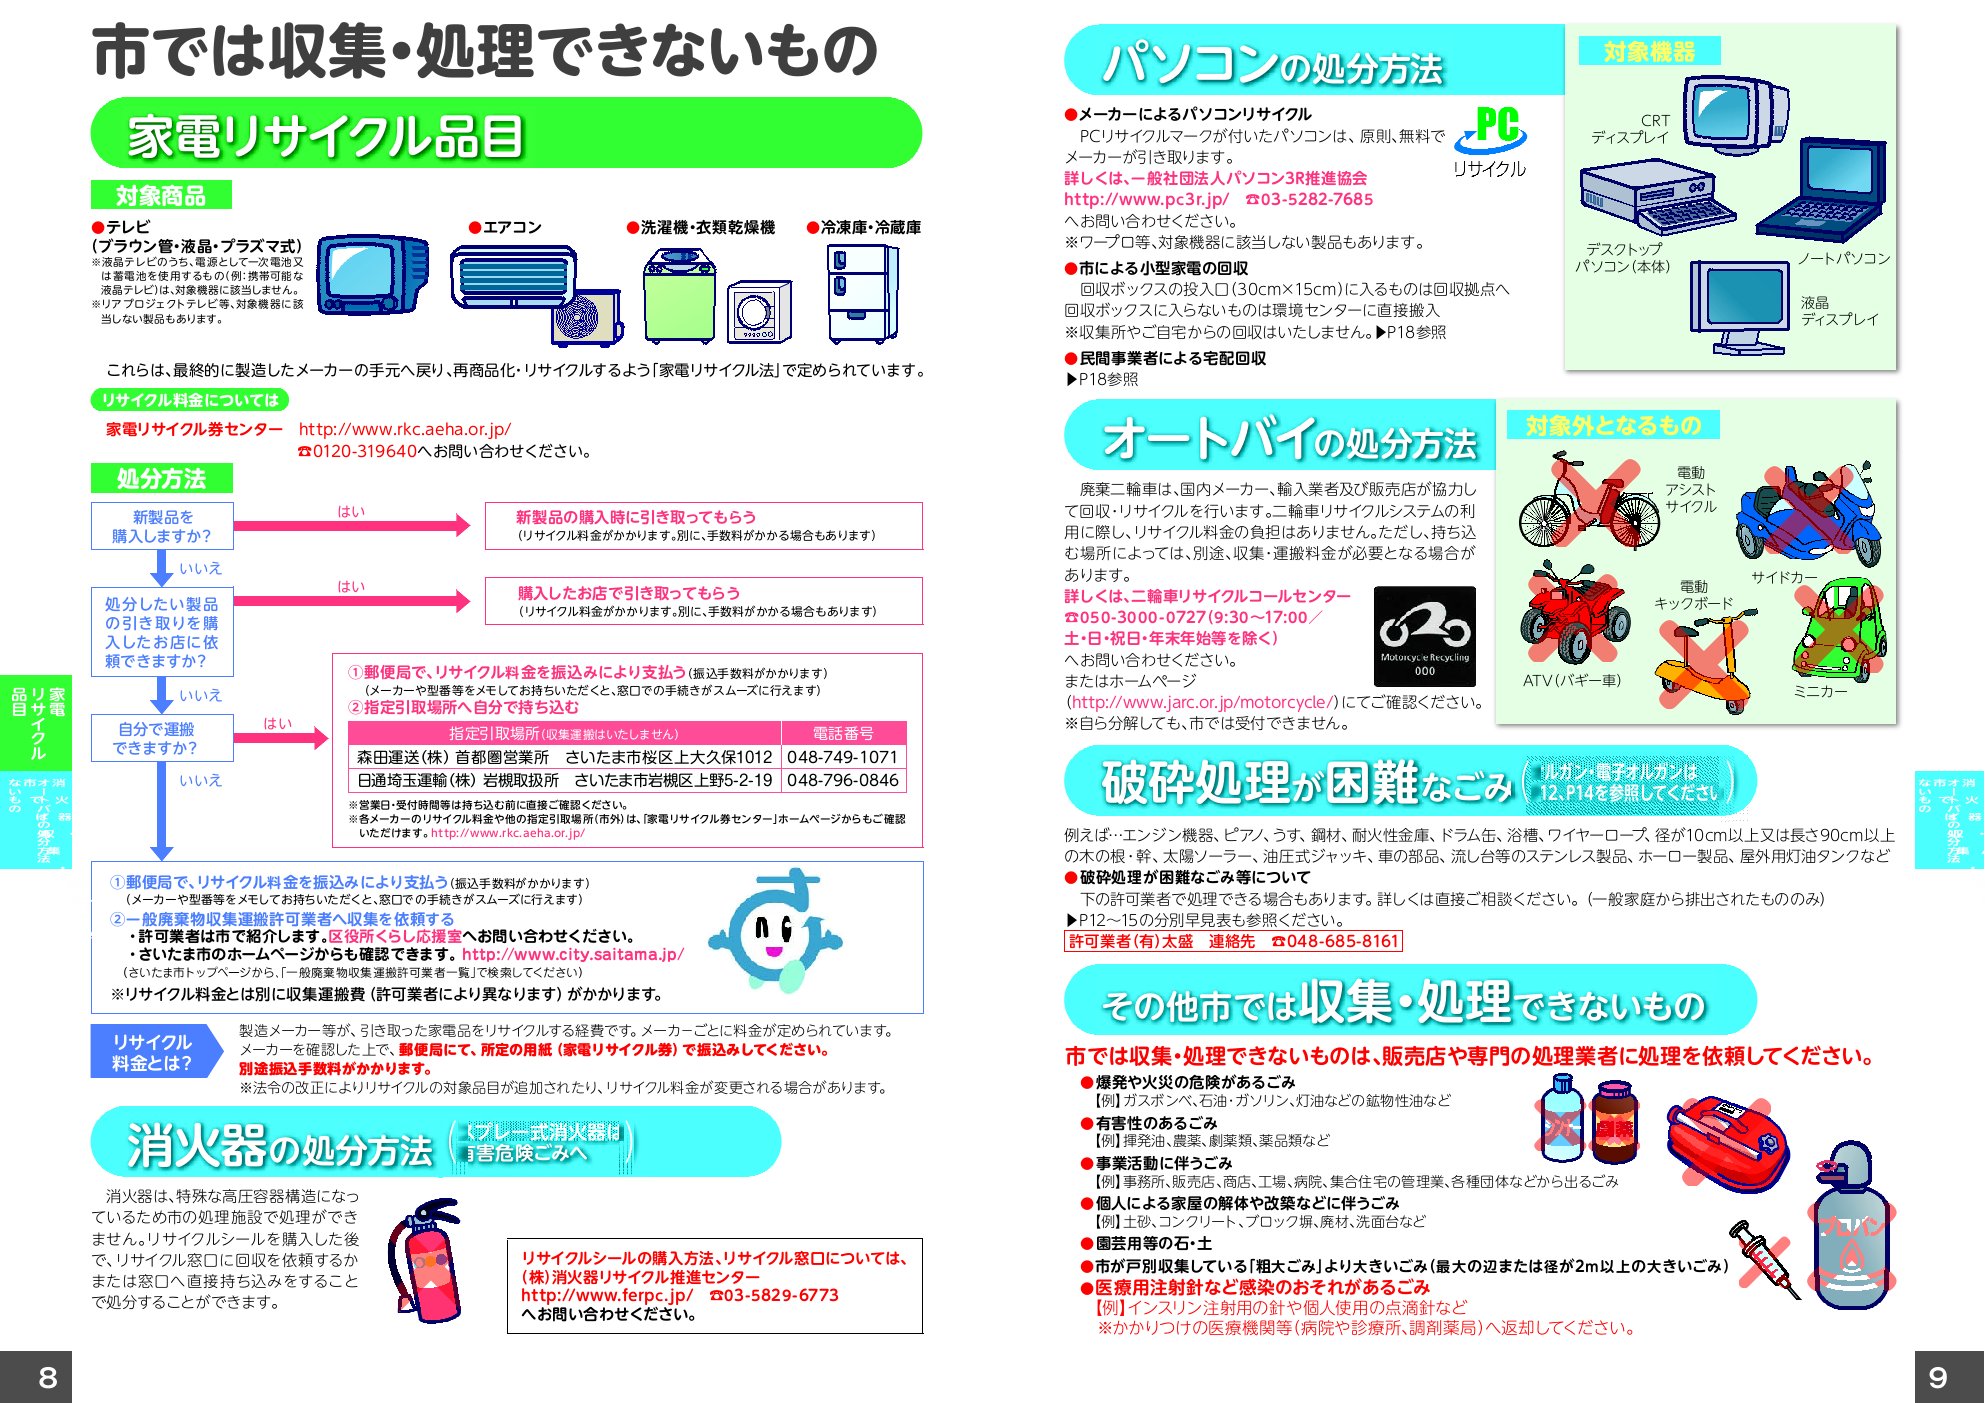 市では収集・処理できないもの
家電リサイクル品目
対象商品
●テレビ
(ブラウン管・液晶・プラズマ式)
※液晶テレビのうち、電源として一次電池又
は蓄電池を使用するもの(例:携帯可能な
液晶テレビ)は、対象機器に該当しません。
※リアプロジェクトテレビ等、対象機器に該
当しない製品もあります。
●エアコン
●洗濯機・衣類乾燥機
●冷凍庫・冷蔵庫
これらは、最終的に製造したメーカーの手元へ戻り、再商品化・リサイクルするよう「家電リサイクル法」で定められています。
リサイクル料金については
家電リサイクル券センター　http://www.rkc.aeha.or.jp/
☎0120-319640へお問い合わせください。
処分方法
新製品を
購入しますか?
はい
新製品の購入時に引き取ってもらう
(リサイクル料金がかかります。別に、手数料がかかる場合もあります)
いいえ
処分したい製品
の引き取りを購
入したお店に依
頼できますか?
はい
購入したお店で引き取ってもらう
(リサイクル料金がかかります。別に、手数料がかかる場合もあります)
いいえ
自分で運搬
できますか?
はい
①郵便局で、リサイクル料金を振込みにより支払う(振込手数料がかかります)
(メーカーや型番等をメモしてお持ちいただくと、窓口での手続きがスムーズに行えます)
②指定引取場所へ自分で持ち込む
指定引取場所(収集運搬はいたしません)　電話番号
森田運送(株) 首都圏営業所　さいたま市桜区上大久保1012　048-749-1071
日通埼玉運輸(株) 岩槻取扱所　さいたま市岩槻区上野5-2-19　048-796-0846
※営業日・受付時間等は持ち込む前に直接ご確認ください。
※各メーカーのリサイクル料金や他の指定引取場所(市外)は、「家電リサイクル券センター」ホームページからもご確認
いただけます。http://www.rkc.aeha.or.jp/
いいえ
①郵便局で、リサイクル料金を振込みにより支払う(振込手数料がかかります)
(メーカーや型番等をメモしてお持ちいただくと、窓口での手続きがスムーズに行えます)
②一般廃棄物収集運搬許可業者へ収集を依頼する
・許可業者は市で紹介します。区役所くらし応援室へお問い合わせください。
・さいたま市のホームページからも確認できます。http://www.city.saitama.jp/
(さいたま市トップページから、「一般廃棄物収集運搬許可業者一覧」で検索してください)
※リサイクル料金とは別に収集運搬費(許可業者により異なります)がかかります。
リサイクル
料金とは?
製造メーカー等が、引き取った家電品をリサイクルする経費です。メーカーごとに料金が定められています。
メーカーを確認した上で、郵便局にて、所定の用紙(家電リサイクル券)で振込みしてください。
別途振込手数料がかかります。
※法令の改正によりリサイクルの対象品目が追加されたり、リサイクル料金が変更される場合があります。
消火器の処分方法
プレー式消火器は
害危険ごみへ
消火器は、特殊な高圧容器構造になっ
ているため市の処理施設で処理ができ
ません。リサイクルシールを購入した後
で、リサイクル窓口に回収を依頼するか
または窓口へ直接持ち込みをすること
で処分することができます。
リサイクルシールの購入方法、リサイクル窓口については、
(株)消火器リサイクル推進センター
http://www.ferpc.jp/　☎03-5829-6773
へお問い合わせください。
家電
リサイクル
品目
8
パソコンの処分方法
●メーカーによるパソコンリサイクル
PCリサイクルマークが付いたパソコンは、原則、無料で
メーカーが引き取ります。
詳しくは、一般社団法人パソコン3R推進協会
http://www.pc3r.jp/　☎03-5282-7685
へお問い合わせください。
※ワープロ等、対象機器に該当しない製品もあります。
PC
リサイクル
●市による小型家電の回収
回収ボックスの投入口(30cm×15cm)に入るものは回収拠点へ
回収ボックスに入らないものは環境センターに直接搬入
※収集所やご自宅からの回収はいたしません。▶P18参照
●民間事業者による宅配回収
▶P18参照
対象機器
CRT
ディスプレイ
デスクトップ
パソコン(本体)
ノートパソコン
液晶
ディスプレイ
オートバイの処分方法
廃棄二輪車は、国内メーカー、輸入業者及び販売店が協力し
て回収・リサイクルを行います。二輪車リサイクルシステムの利
用に際し、リサイクル料金の負担はありません。ただし、持ち込
む場所によっては、別途、収集・運搬料金が必要となる場合が
あります。
詳しくは、二輪車リサイクルコールセンター
☎050-3000-0727(9:30～17:00／
土・日・祝日・年末年始等を除く)
へお問い合わせください。
またはホームページ
(http://www.jarc.or.jp/motorcycle/)にてご確認ください。
※自ら分解しても、市では受付できません。
Motorcycle Recycling
000
対象外となるもの
電動
アシスト
サイクル
サイドカー
ATV(バギー車)
電動
キックボード
ミニカー
破砕処理が困難なごみ
ルガン・電子オルガンは
12、P14を参照してください
例えば…エンジン機器、ピアノ、うす、鋼材、耐火性金庫、ドラム缶、浴槽、ワイヤーロープ、径が10cm以上又は長さ90cm以上
の木の根・幹、太陽ソーラー、油圧式ジャッキ、車の部品、流し台等のステンレス製品、ホーロー製品、屋外用灯油タンクなど
●破砕処理が困難なごみ等について
下の許可業者で処理できる場合もあります。詳しくは直接ご相談ください。(一般家庭から排出されたもののみ)
▶P12～15の分別早見表も参照ください。
許可業者(有)太盛　連絡先　☎048-685-8161
その他市では収集・処理できないもの
市では収集・処理できないものは、販売店や専門の処理業者に処理を依頼してください。
●爆発や火災の危険があるごみ
【例】ガスボンベ、石油・ガソリン、灯油などの鉱物性油など
●有害性のあるごみ
【例】揮発油、農薬、劇薬類、薬品類など
●事業活動に伴うごみ
【例】事務所、販売店、商店、工場、病院、集合住宅の管理業、各種団体などから出るごみ
●個人による家屋の解体や改築などに伴うごみ
【例】土砂、コンクリート、ブロック塀、廃材、洗面台など
●園芸用等の石・土
●市が戸別収集している「粗大ごみ」より大きいごみ(最大の辺または径が2m以上の大きいごみ)
●医療用注射針など感染のおそれがあるごみ
【例】インスリン注射用の針や個人使用の点滴針など
※かかりつけの医療機関等(病院や診療所、調剤薬局)へ返却してください。
プロパン
9